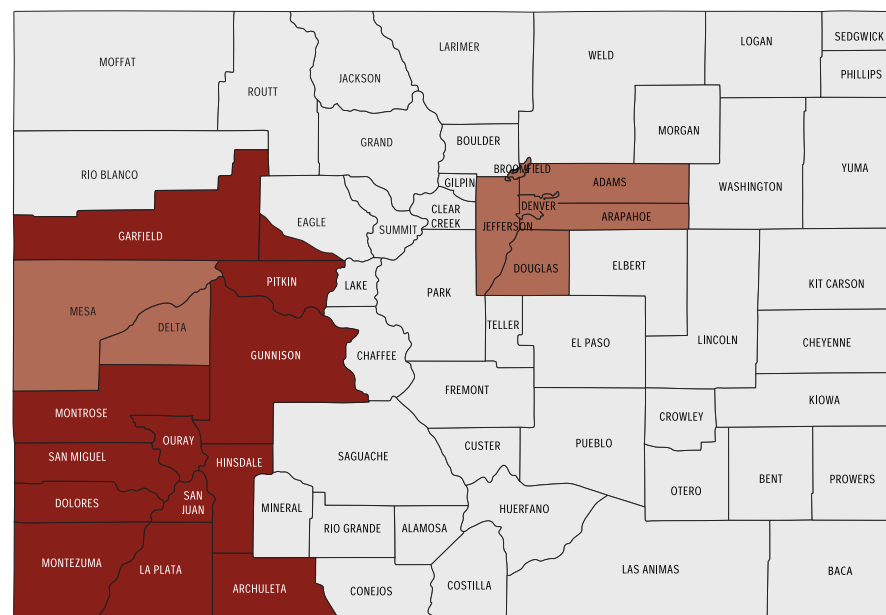 MOFFAT
ROUTT
JACKSON
LARIMER
WELD
LOGAN
SEDGWICK
PHILLIPS
MORGAN
GRAND
BOULDER
RIO BLANCO
BROOMFIELD
GILPIN
ADAMS
WASHINGTON
YUMA
CLEAR
CREEK
DENVER
ARAPAHOE
EAGLE
SUMMIT
JEFFERSON
GARFIELD
DOUGLAS
ELBERT
PITKIN
LAKE
PARK
KIT CARSON
MESA
DELTA
TELLER
EL PASO
LINCOLN
CHEYENNE
GUNNISON
CHAFFEE
FREMONT
KIOWA
MONTROSE
CROWLEY
OURAY
CUSTER
PUEBLO
SAN MIGUEL
HINSDALE
SAGUACHE
BENT
PROWERS
OTERO
DOLORES
SAN
JUAN
MINERAL
HUERFANO
RIO GRANDE
ALAMOSA
MONTEZUMA
LA PLATA
LAS ANIMAS
BACA
ARCHULETA
CONEJOS
COSTILLA